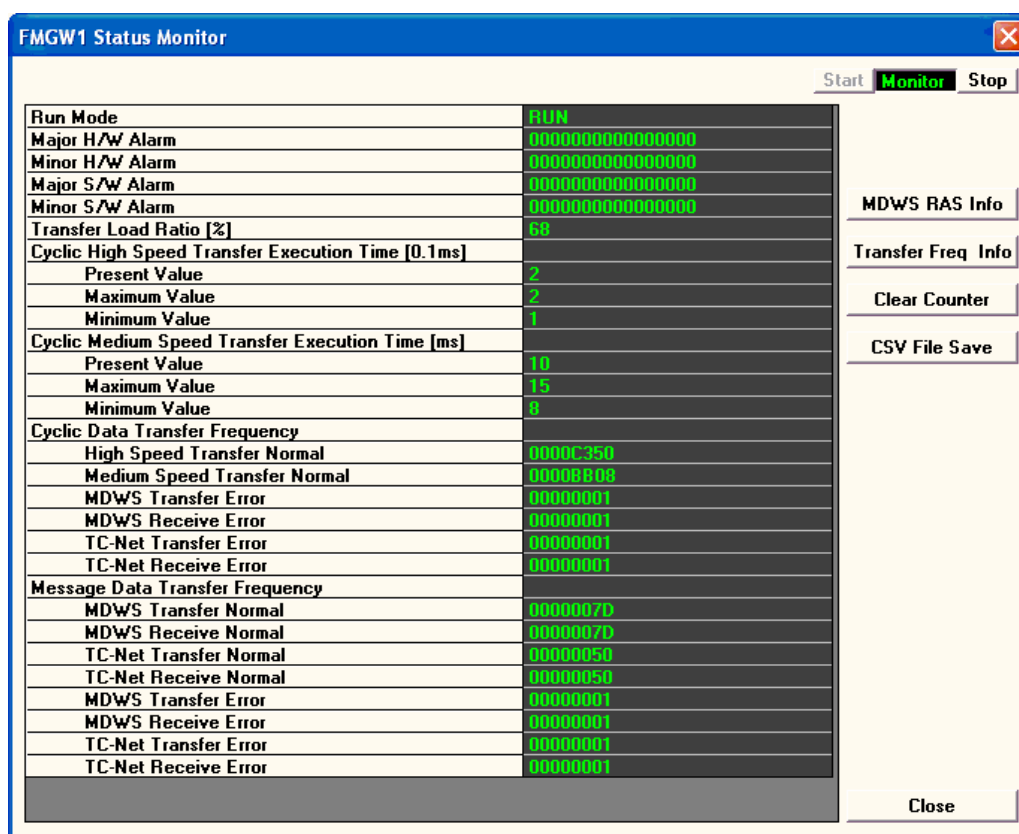 FMGW1 Status Monitor
Start Monitor Stop
Run Mode RUN
Major H/W Alarm 0000000000000000
Minor H/W Alarm 0000000000000000
Major S/W Alarm 0000000000000000
Minor S/W Alarm 0000000000000000
MDWS RAS Info
Transfer Load Ratio [%] 68
Cyclic High Speed Transfer Execution Time [0.1ms]
Transfer Freq Info
Present Value 2
Maximum Value 2
Clear Counter
Minimum Value 1
Cyclic Medium Speed Transfer Execution Time [ms]
CSV File Save
Present Value 10
Maximum Value 15
Minimum Value 8
Cyclic Data Transfer Frequency
High Speed Transfer Normal 0000C350
Medium Speed Transfer Normal 0000BB08
MDWS Transfer Error 00000001
MDWS Receive Error 00000001
TC-Net Transfer Error 00000001
TC-Net Receive Error 00000001
Message Data Transfer Frequency
MDWS Transfer Normal 0000007D
MDWS Receive Normal 0000007D
TC-Net Transfer Normal 00000050
TC-Net Receive Normal 00000050
MDWS Transfer Error 00000001
MDWS Receive Error 00000001
TC-Net Transfer Error 00000001
TC-Net Receive Error 00000001
Close